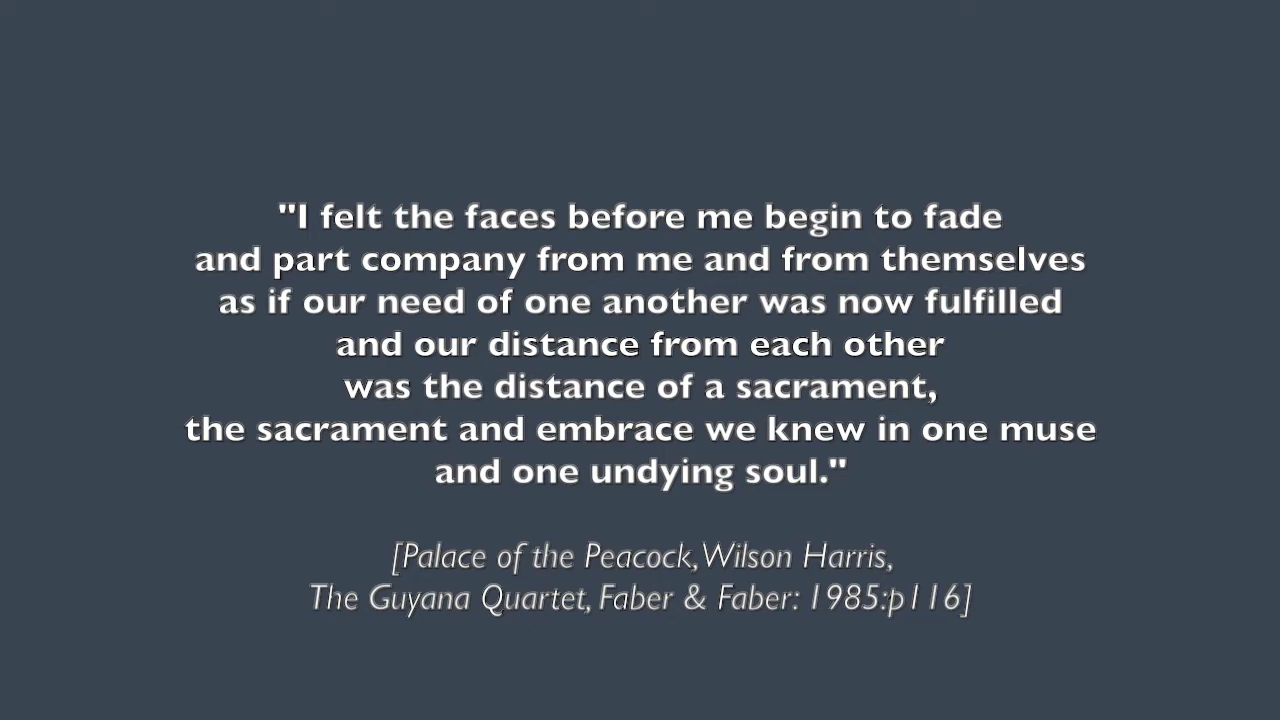 "I felt the faces before me begin to fade
and part company from me and from themselves
as if our need of one another was now fulfilled
and our distance from each other
was the distance of a sacrament,
the sacrament and embrace we knew in one muse
and one undying soul."
[Palace of the Peacock, Wilson Harris,
The Guyana Quartet, Faber & Faber: 1985:p116]